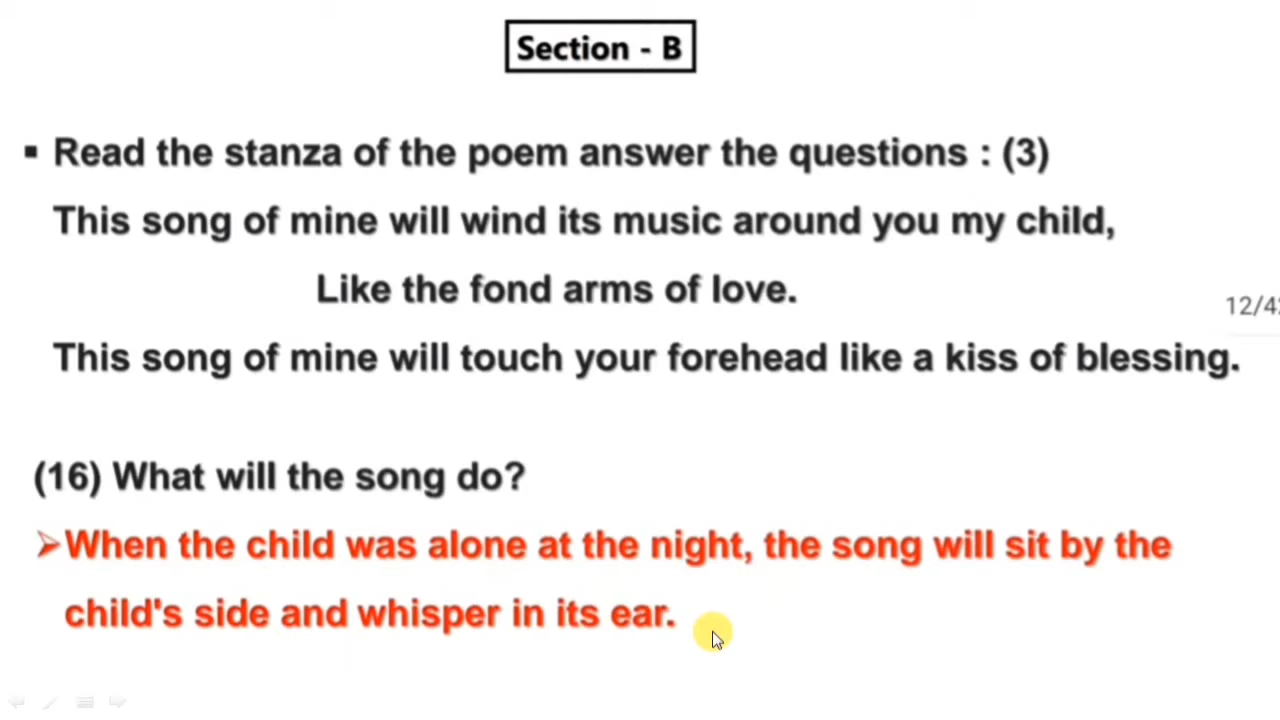 Section - B
▪ Read the stanza of the poem answer the questions : (3)
This song of mine will wind its music around you my child,
Like the fond arms of love.
12/42
This song of mine will touch your forehead like a kiss of blessing.
(16) What will the song do?
➢When the child was alone at the night, the song will sit by the
child's side and whisper in its ear.